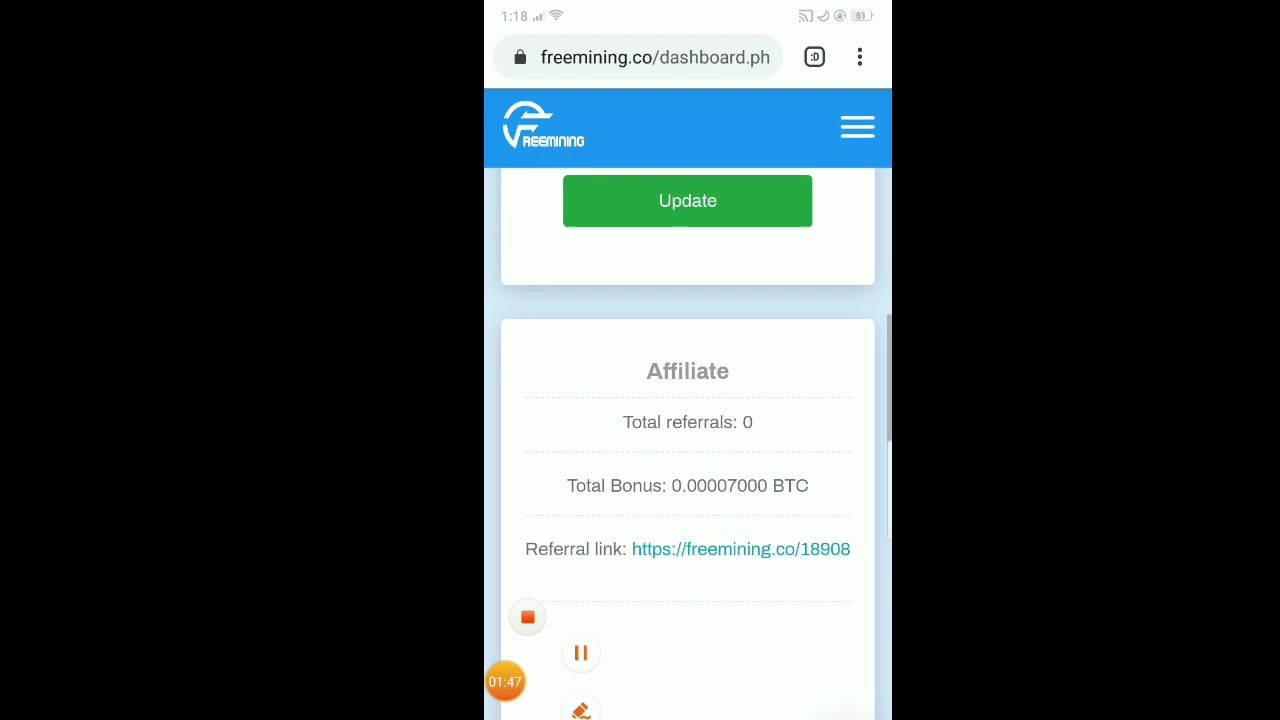 1:18
61
freemining.co/dashboard.ph
:D
REEMINING
Update
Affiliate
Total referrals: 0
Total Bonus: 0.00007000 BTC
Referral link: https://freemining.co/18908
01:47